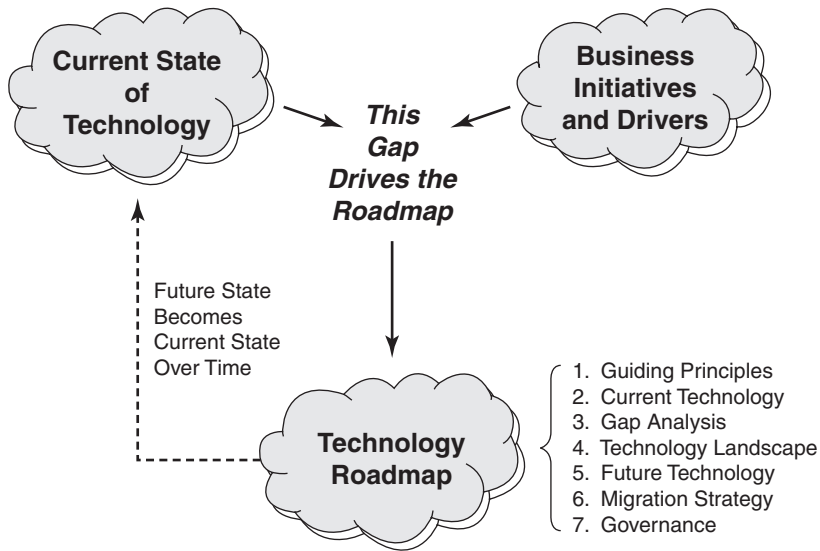 Current State
of
Technology
Business
Initiatives
and Drivers
This
Gap
Drives the
Roadmap
Future State
Becomes
Current State
Over Time
Technology
Roadmap
1. Guiding Principles
2. Current Technology
3. Gap Analysis
4. Technology Landscape
5. Future Technology
6. Migration Strategy
7. Governance